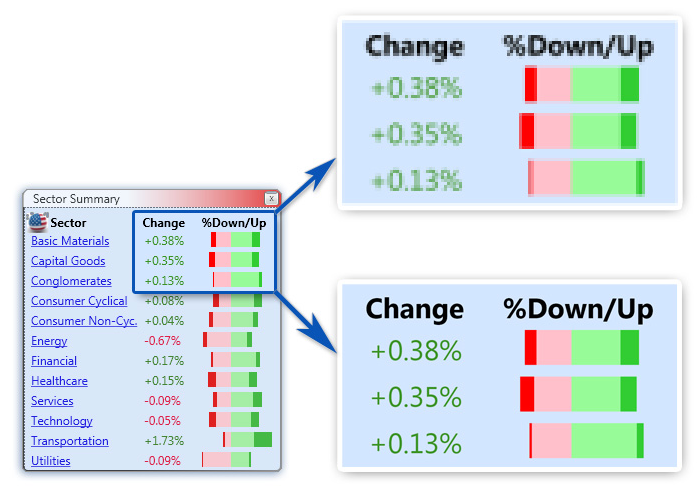 Change %Down/Up
+0.38%
+0.35%
+0.13%
Sector Summary x
Sector Change %Down/Up
Basic Materials +0.38%
Capital Goods +0.35%
Conglomerates +0.13%
Consumer Cyclical +0.08%
Consumer Non-Cyc. +0.04%
Energy -0.67%
Financial +0.17%
Healthcare +0.15%
Services -0.09%
Technology -0.05%
Transportation +1.73%
Utilities -0.09%
Change %Down/Up
+0.38%
+0.35%
+0.13%